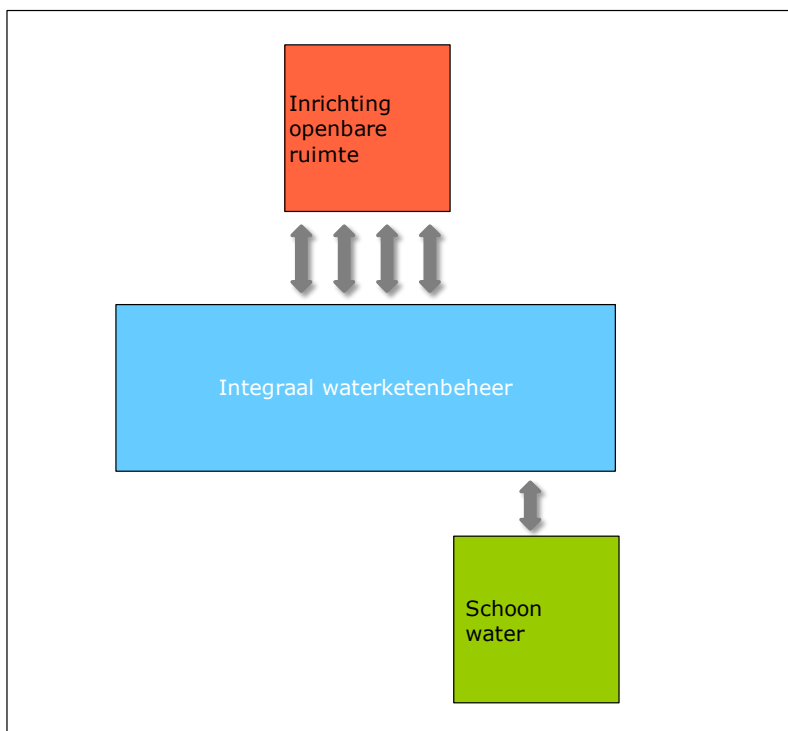 Inrichting
openbare
ruimte
Integraal waterketenbeheer
Schoon
water